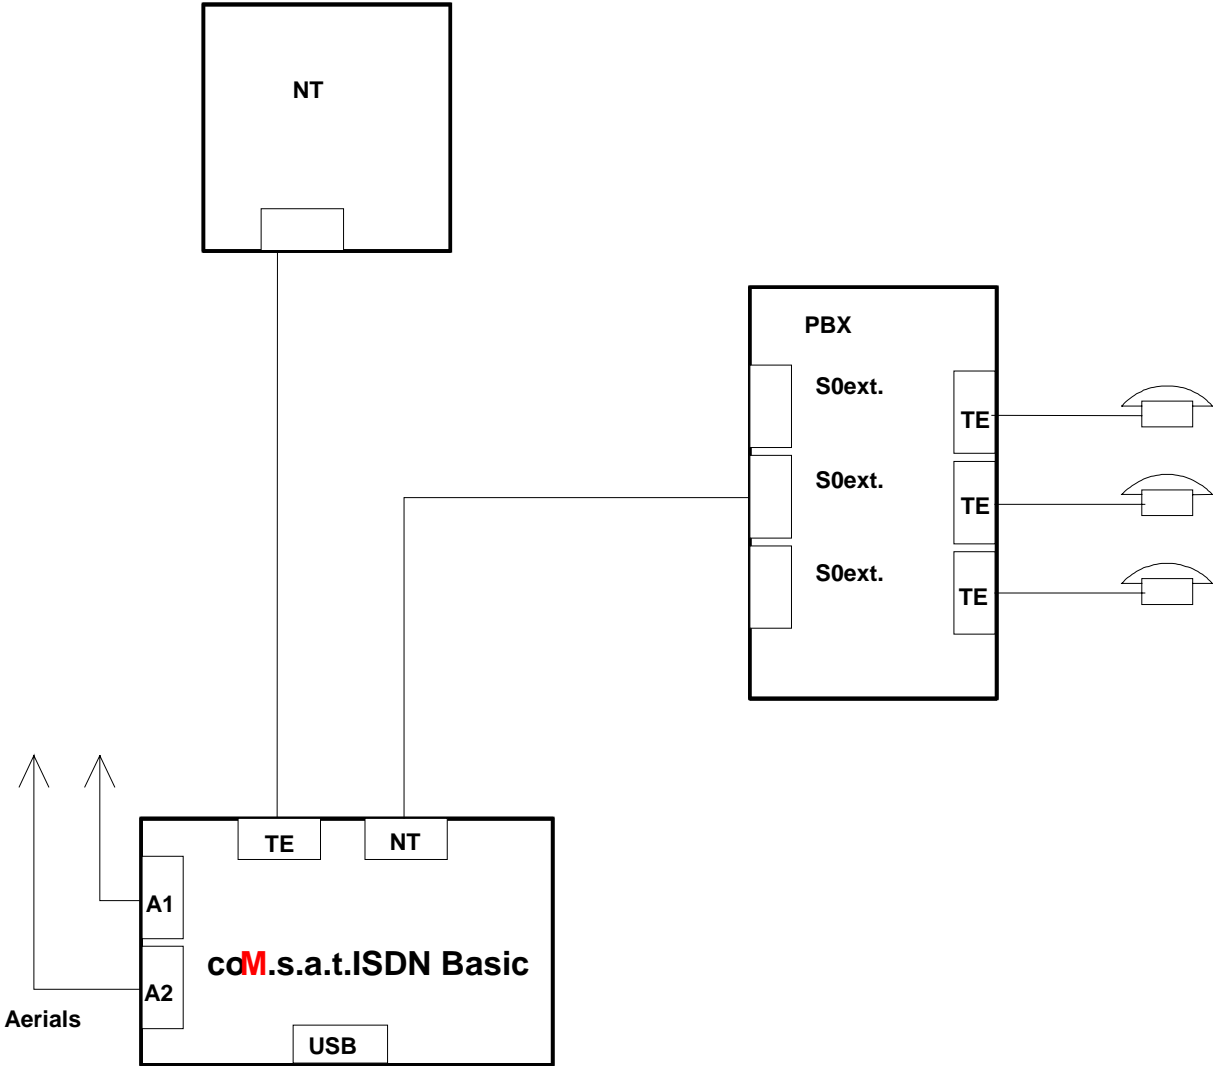 NT
PBX
S0ext.
TE
S0ext.
TE
S0ext.
TE
TE
NT
A1
coM.s.a.t.ISDN Basic
A2
Aerials
USB